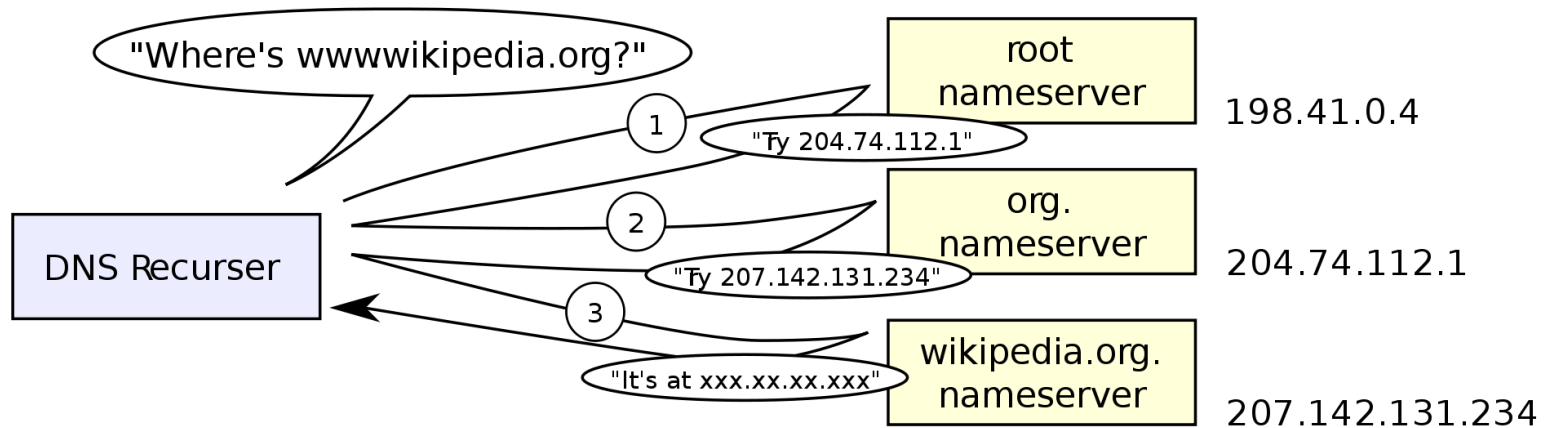 "Where's wwwwikipedia.org?"
root
nameserver
198.41.0.4
1
"Try 204.74.112.1"
org.
nameserver
204.74.112.1
2
DNS Recurser
"Try 207.142.131.234"
3
wikipedia.org.
nameserver
207.142.131.234
"It's at xxx.xx.xx.xxx"